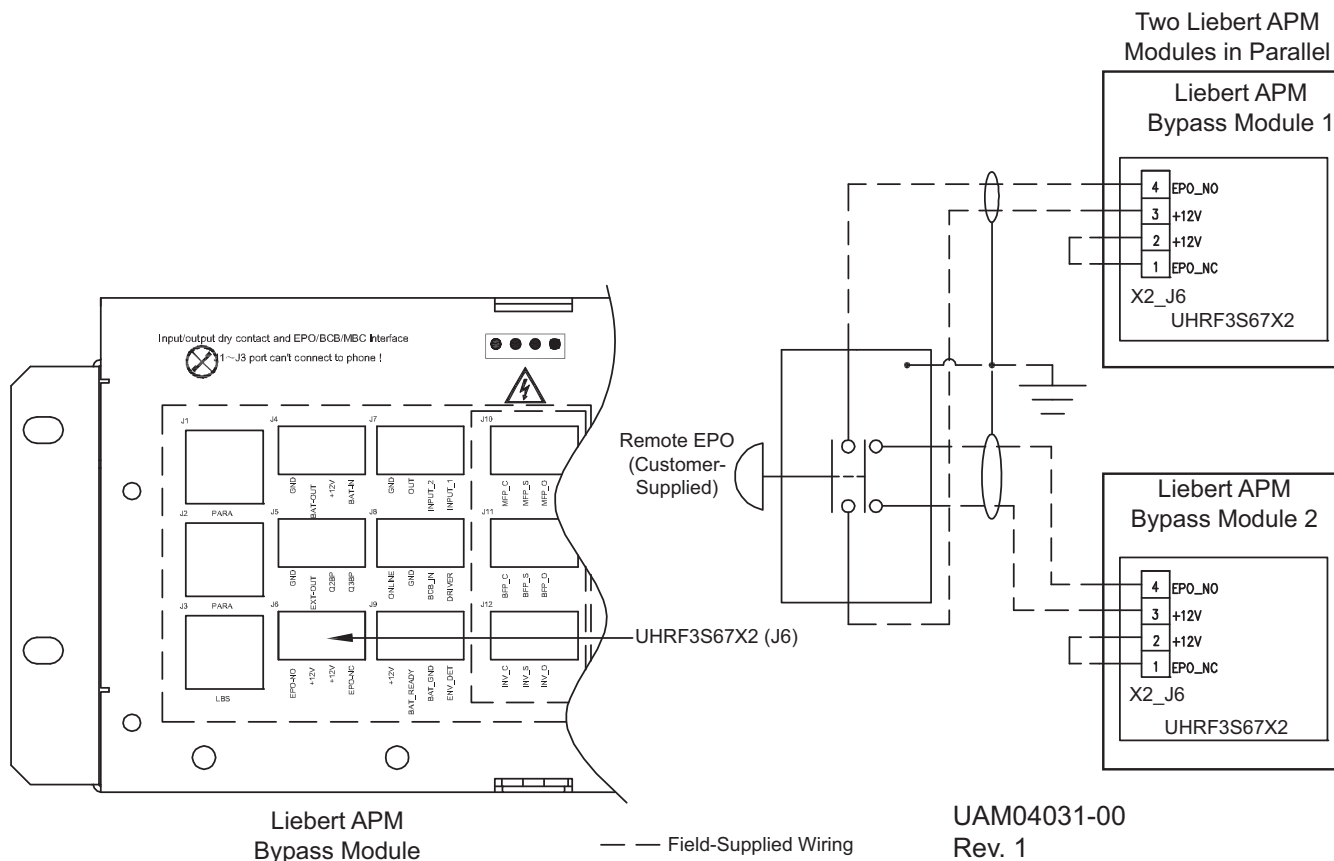 Two Liebert APM
Modules in Parallel
Liebert APM
Bypass Module 1
4 EPO_NO
3 +12V
2 +12V
1 EPO_NC
X2_J6
UHRF3S67X2
Input/output dry contact and EPO/BCB/MBC Interface
J1～J3 port can't connect to phone !
J1
PARA
J2
PARA
J3
LBS
J4
GND
BAT-OUT
+12V
BAT-IN
J5
GND
EXT-OUT
Q2BP
Q3BP
J6
EPO-NO
+12V
+12V
EPO-NC
J7
GND
OUT
INPUT_2
INPUT_1
J8
ONLINE
GND
BCB_IN
DRIVER
J9
+12V
BAT_READY
BAT_GND
ENV_DET
J10
MFP_C
MFP_S
MFP_O
J11
BFP_C
BFP_S
BFP_O
J12
INV_C
INV_S
INV_O
UHRF3S67X2 (J6)
Remote EPO
(Customer-
Supplied)
Liebert APM
Bypass Module 2
4 EPO_NO
3 +12V
2 +12V
1 EPO_NC
X2_J6
UHRF3S67X2
Liebert APM
Bypass Module
Field-Supplied Wiring
UAM04031-00
Rev. 1